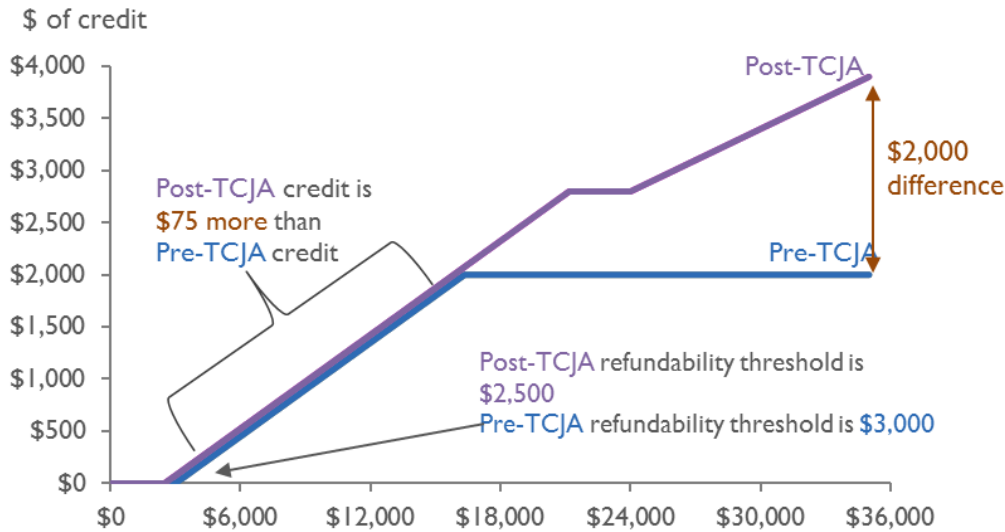 $ of credit
$4,000
$3,500
$3,000
$2,500
$2,000
$1,500
$1,000
$500
$0
Post-TCJA
$2,000
difference
Post-TCJA credit is
$75 more than
Pre-TCJA credit
Pre-TCJA
Post-TCJA refundability threshold is
$2,500
Pre-TCJA refundability threshold is $3,000
$0
$6,000
$12,000
$18,000
$24,000
$30,000
$36,000